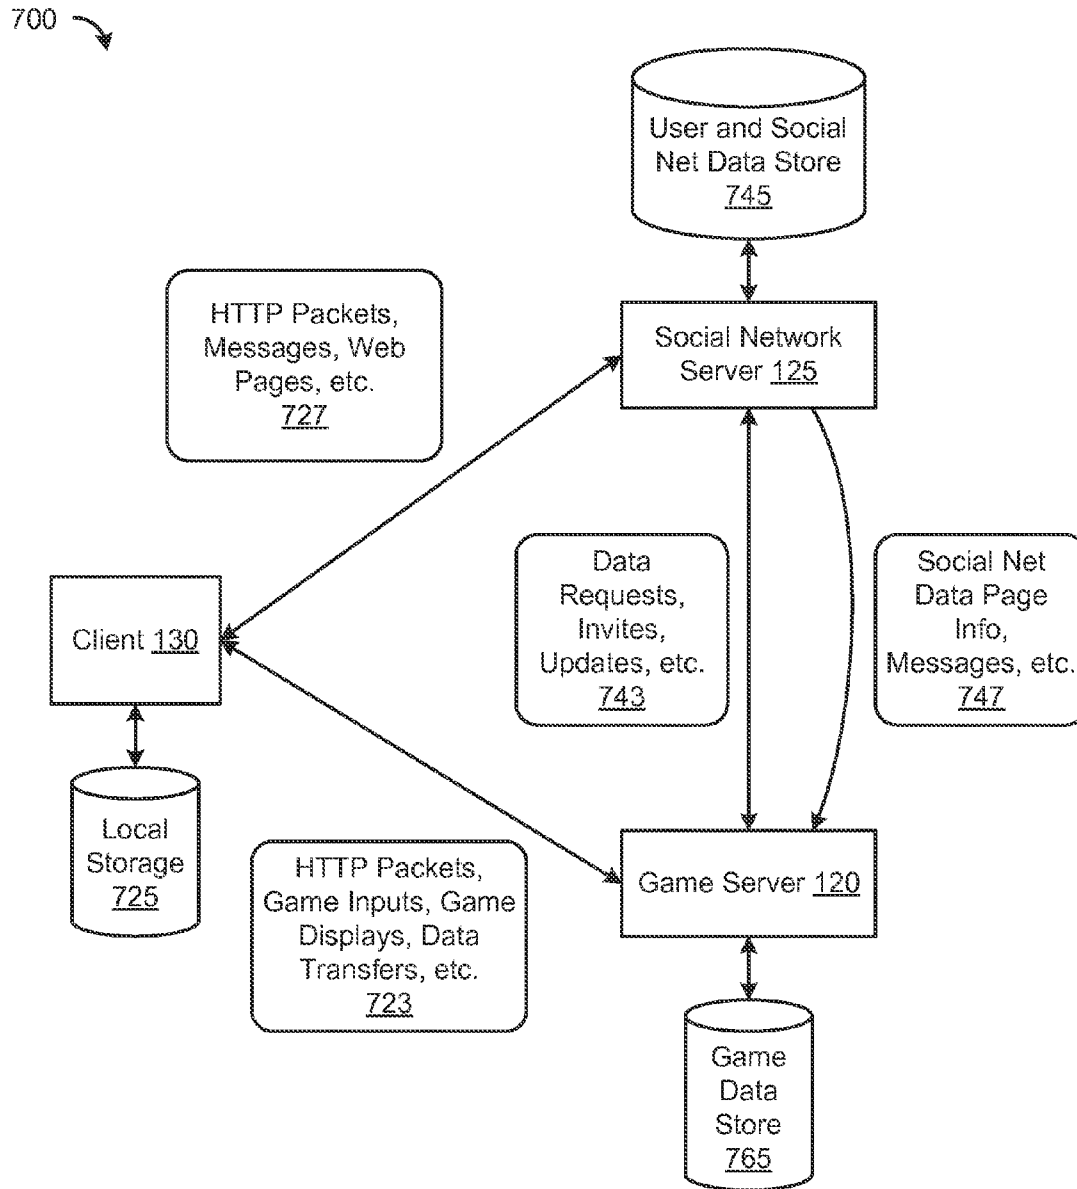 700
User and Social
Net Data Store
745
HTTP Packets,
Messages, Web
Pages, etc.
727
Social Network
Server 125
Data
Requests,
Invites,
Updates, etc.
743
Social Net
Data Page
Info,
Messages, etc.
747
Client 130
Local
Storage
725
HTTP Packets,
Game Inputs, Game
Displays, Data
Transfers, etc.
723
Game Server 120
Game
Data
Store
765